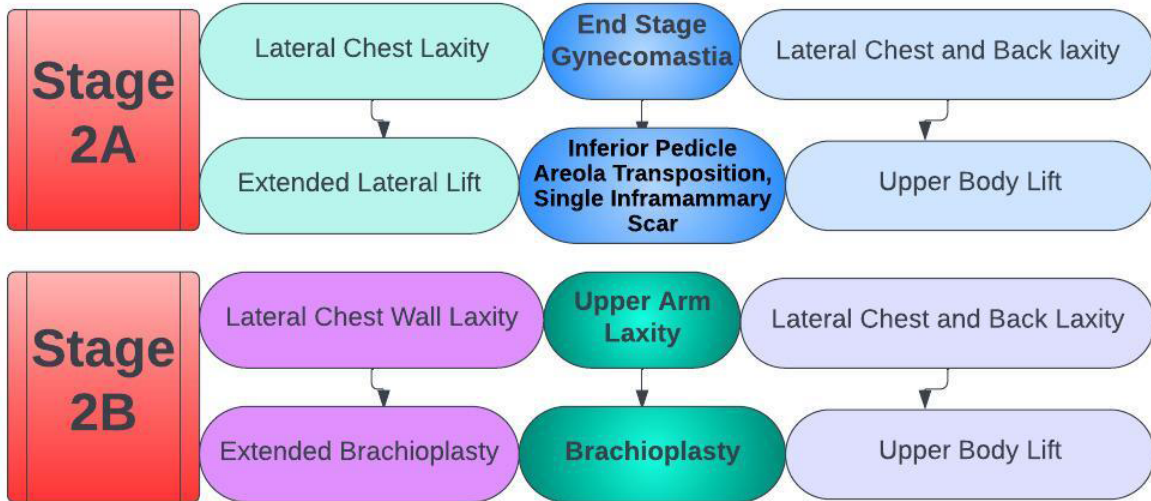 Stage
2A
Lateral Chest Laxity
End Stage
Gynecomastia
Lateral Chest and Back laxity
Extended Lateral Lift
Inferior Pedicle
Areola Transposition,
Single Inframammary
Scar
Upper Body Lift
Stage
2B
Lateral Chest Wall Laxity
Upper Arm
Laxity
Lateral Chest and Back Laxity
Extended Brachioplasty
Brachioplasty
Upper Body Lift